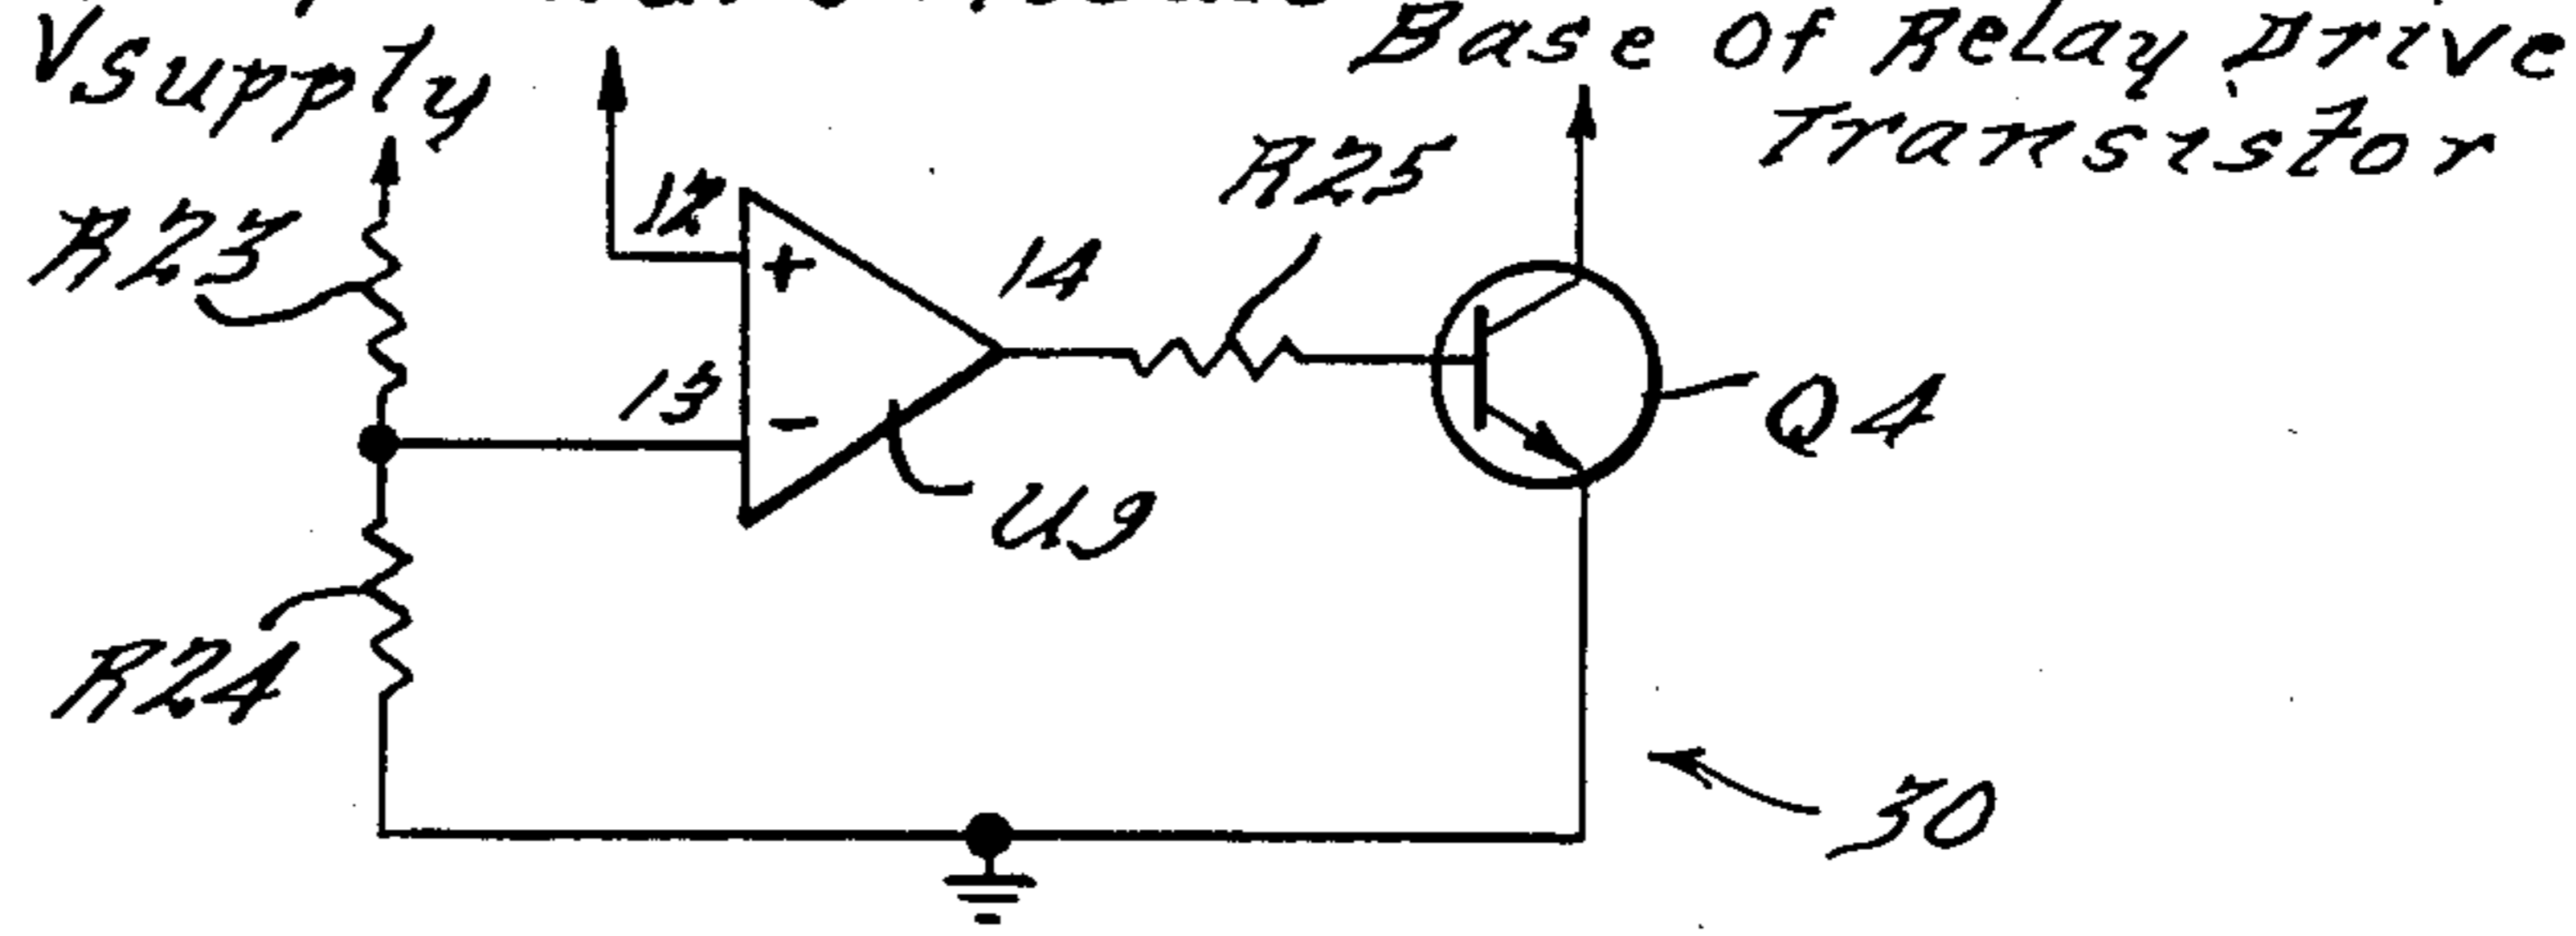 Vsupply
Base Of Relay Drive
Transistor
R23
12
R25
14
13
Q4
U9
R24
30
+
-